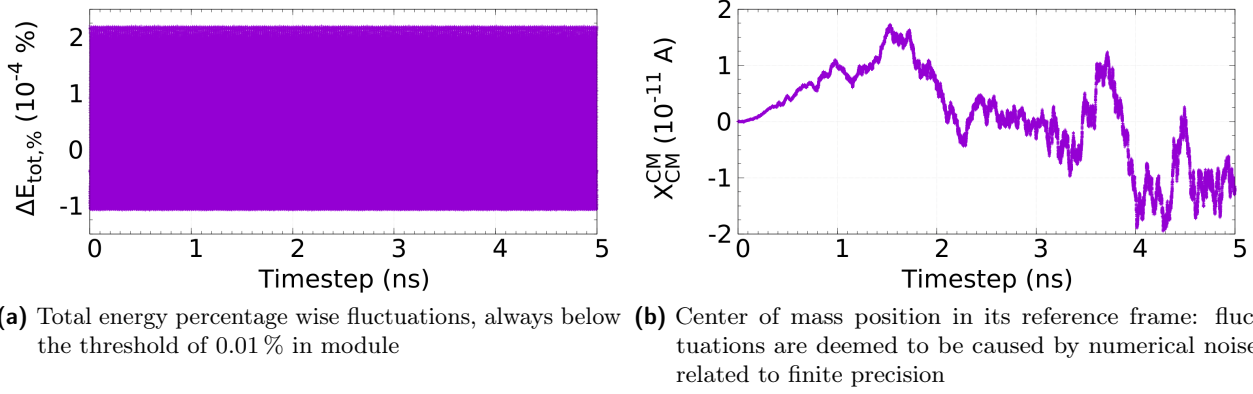 ΔE_tot,% (10^-4 %)
2
1
0
-1
0 1 2 3 4 5
Timestep (ns)
X_CM^CM (10^-11 A)
2
1
0
-1
-2
0 1 2 3 4 5
Timestep (ns)
(a) Total energy percentage wise fluctuations, always below
the threshold of 0.01 % in module
(b) Center of mass position in its reference frame: fluc
tuations are deemed to be caused by numerical noise
related to finite precision